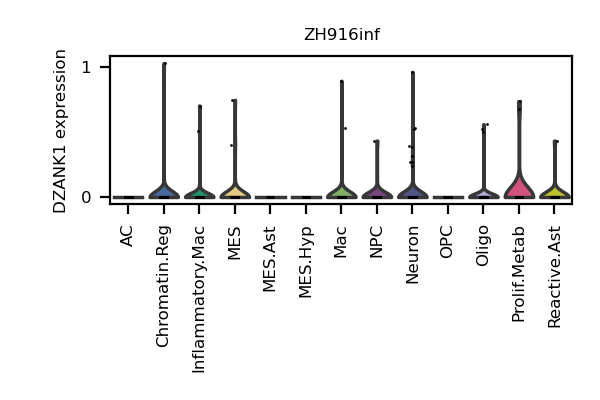 ZH916inf
DZANK1 expression
1
0
AC
Chromatin.Reg
Inflammatory.Mac
MES
MES.Ast
MES.Hyp
Mac
NPC
Neuron
OPC
Oligo
Prolif.Metab
Reactive.Ast